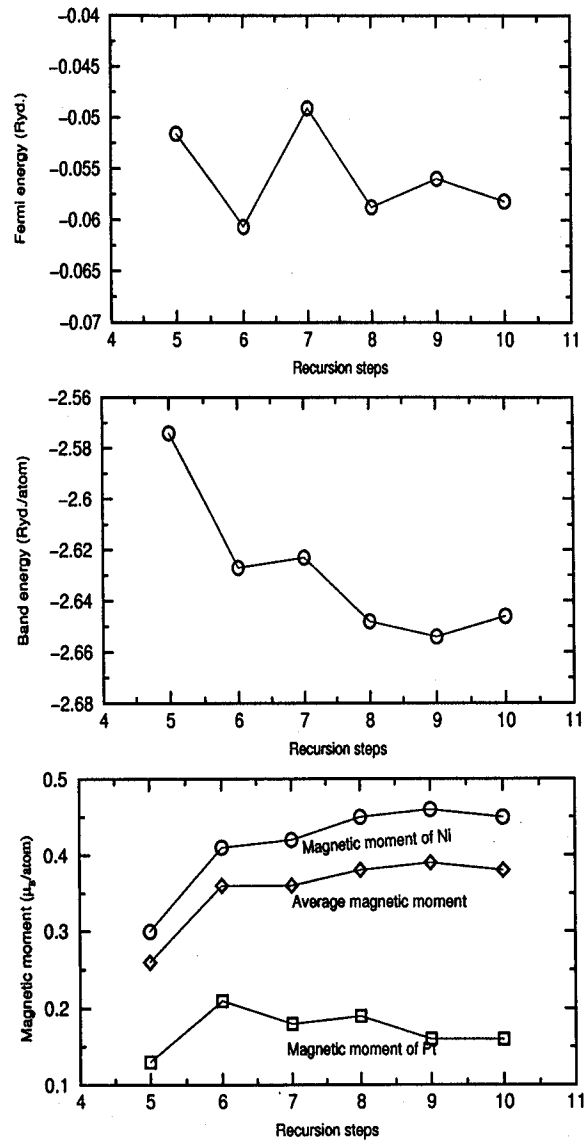 Fermi energy (Ryd.)
−0.04
−0.045
−0.05
−0.055
−0.06
−0.065
−0.07
4 5 6 7 8 9 10 11
Recursion steps
Band energy (Ryd./atom)
−2.56
−2.58
−2.6
−2.62
−2.64
−2.66
−2.68
4 5 6 7 8 9 10 11
Recursion steps
Magnetic moment (μB/atom)
0.5
0.4
0.3
0.2
0.1
Magnetic moment of Ni
Average magnetic moment
Magnetic moment of Pt
4 5 6 7 8 9 10 11
Recursion steps